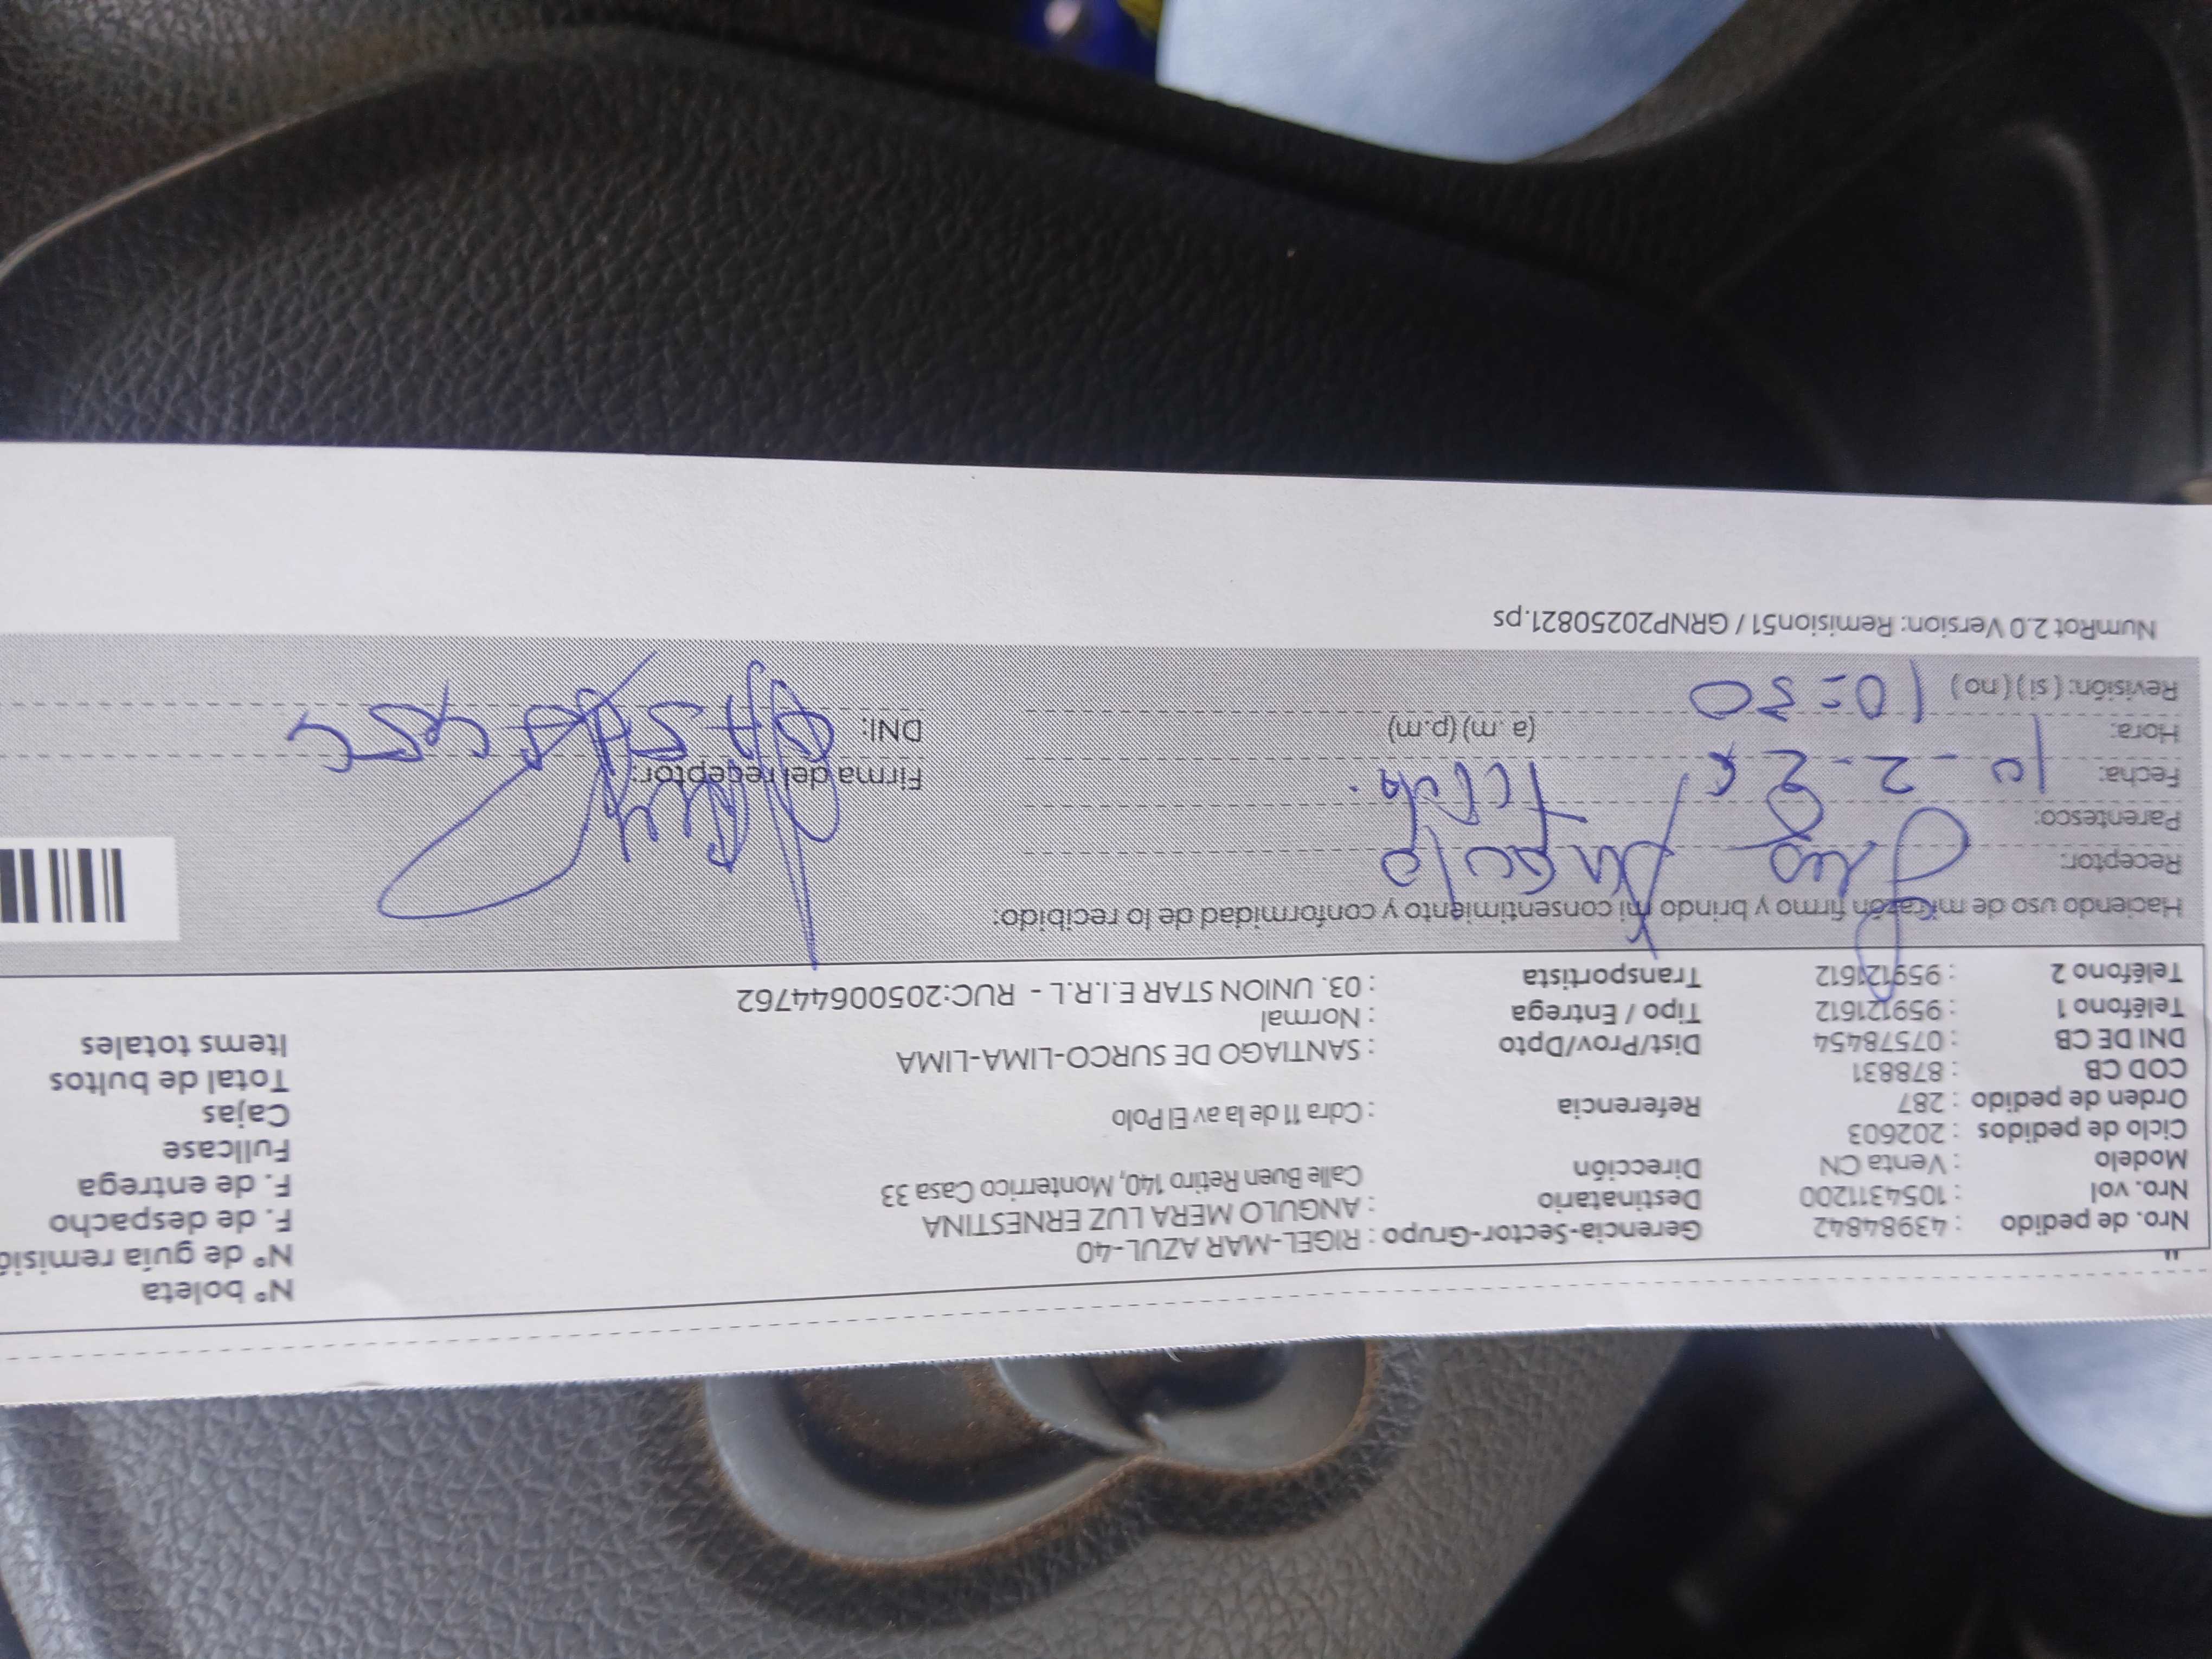 Nro. de pedido : 43984842 Gerencia-Sector-Grupo : RIGEL-MAR AZUL-40 N° boleta
Nro. vol : 1054311200 Destinatario : ANGULO MERA LUZ ERNESTINA N° de guía
Modelo : Venta CN Dirección Calle Buen Retiro 140, Monterrico Casa 33 F. de despacho
Ciclo de pedidos : 202603 F. de entrega
Orden de pedido : 287 Referencia : Cdra 11 de la av El Polo Fullcase
COD CB : 878831 Cajas
DNI DE CB : 07578454 Dist/Prov/Dpto : SANTIAGO DE SURCO-LIMA-LIMA Total de bultos
Teléfono 1 : 959121612 Tipo / Entrega : Normal Items totales
Teléfono 2 : 959121612 Transportista : 03. UNION STAR E.I.R.L - RUC:20500644762
Haciendo uso de mi razón firmo y brindo mi consentimiento y conformidad de lo recibido:
Receptor: Luz Angulo
Parentesco: Titular
Fecha: 10-2-26 Firma del receptor:
Hora: 10:30 (a.m) (p.m) DNI:
Revisión: (si) (no)
NumRot 2.0 Version: Remision51 / GRNP20250821.ps